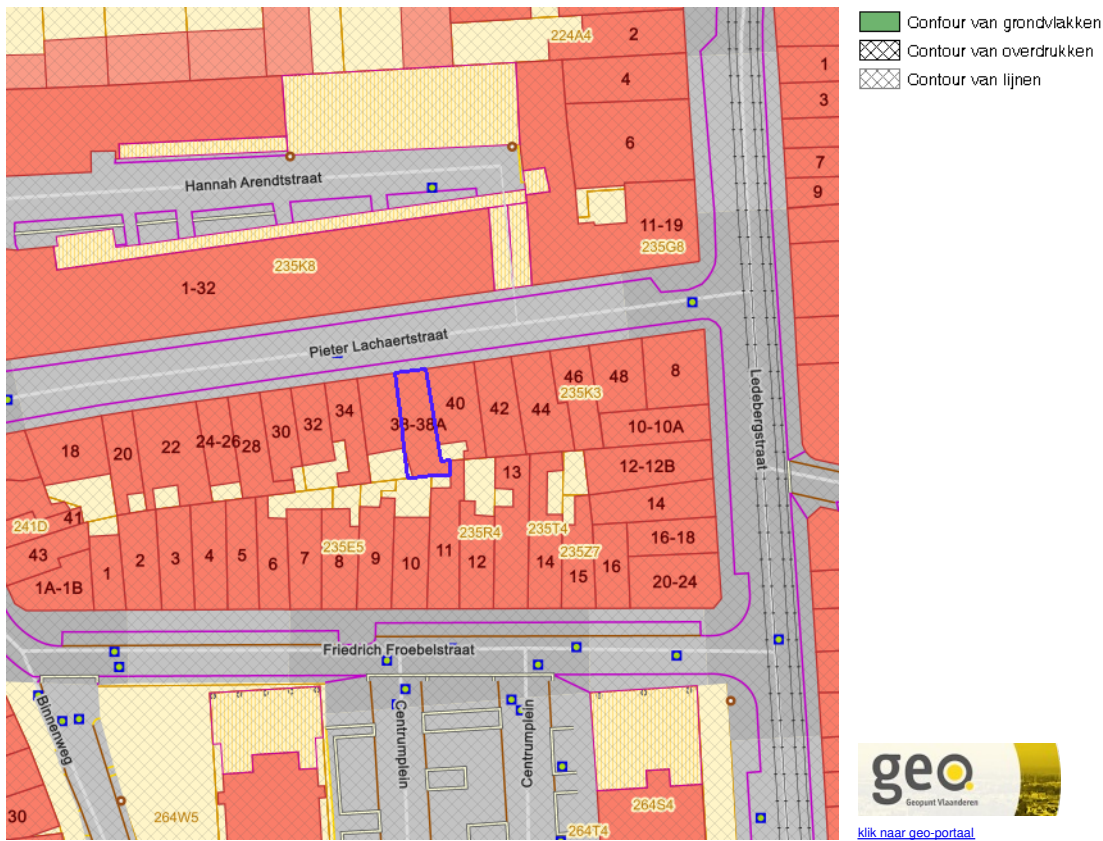 Contour van grondvlakken
Contour van overdrukken
Contour van lijnen
224A4
2
4
1
3
6
7
9
Hannah Arendtstraat
11-19
235G8
235K8
1-32
Pieter Lachaertstraat
Ledebergstraat
46
48
8
235K3
34
40
42
44
32
30
38-38A
10-10A
18
20
22
24-26
28
12-12B
13
14
41
241D
43
235E5
235R4
235T4
235Z7
16-18
1A-1B
1
2
3
4
5
6
7
8
9
10
11
12
14
15
16
20-24
Friedrich Froebelstraat
Binnenweg
Centrumplein
Centrumplein
30
264W5
264S4
264T4
geo.
Geopunt Vlaanderen
klik naar geo-portaal